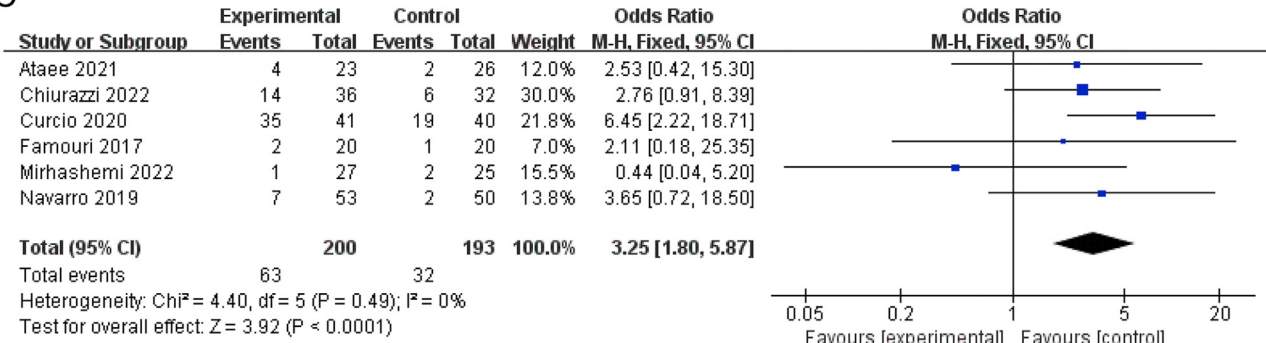 Experimental Control Odds Ratio Odds Ratio
Study or Subgroup Events Total Events Total Weight M-H, Fixed, 95% CI M-H, Fixed, 95% CI
Ataee 2021 4 23 2 26 12.0% 2.53 [0.42, 15.30]
Chiurazzi 2022 14 36 6 32 30.0% 2.76 [0.91, 8.39]
Curcio 2020 35 41 19 40 21.8% 6.45 [2.22, 18.71]
Famouri 2017 2 20 1 20 7.0% 2.11 [0.18, 25.35]
Mirhashemi 2022 1 27 2 25 15.5% 0.44 [0.04, 5.20]
Navarro 2019 7 53 2 50 13.8% 3.65 [0.72, 18.50]
Total (95% CI) 200 193 100.0% 3.25 [1.80, 5.87]
Total events 63 32
Heterogeneity: Chi² = 4.40, df = 5 (P = 0.49); I² = 0%
Test for overall effect: Z = 3.92 (P < 0.0001)
0.05 0.2 1 5 20
Favours [experimental] Favours [control]